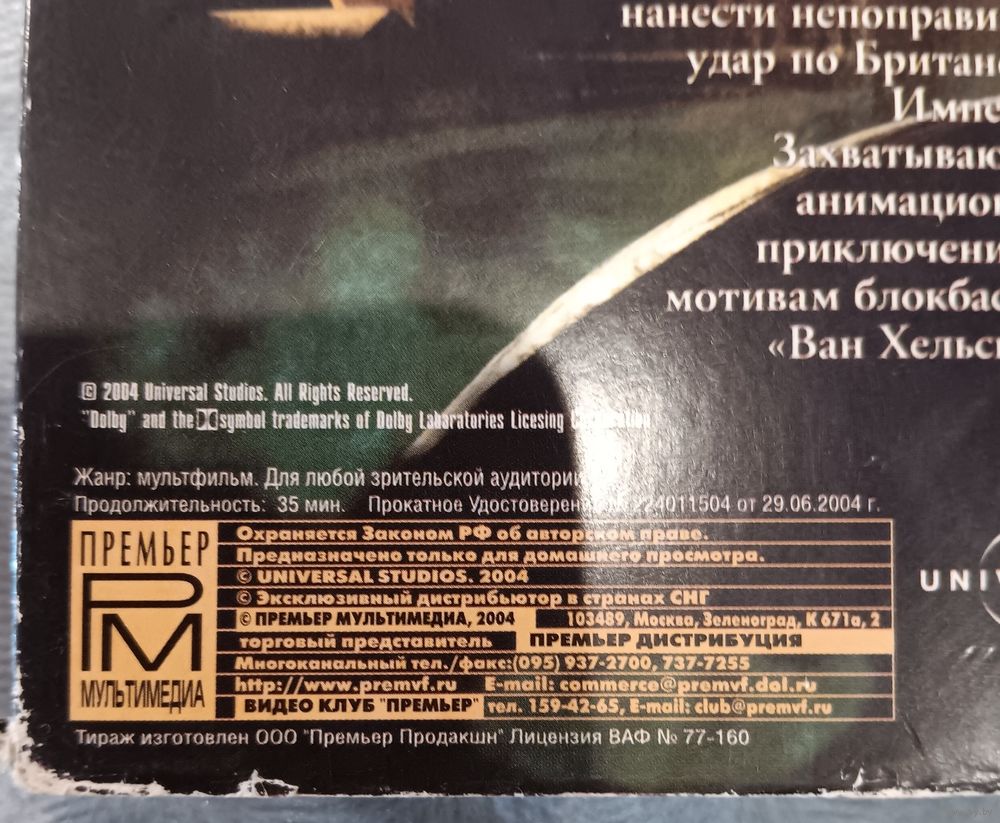 нанести непоправи
удар по Британ
Импе
Захватываю
анимацион
приключени
мотивам блокбас
«Ван Хельси
© 2004 Universal Studios. All Rights Reserved.
"Dolby" and the symbol trademarks of Dolby Labaratories Licesing
Жанр: мультфильм. Для любой зрительской аудитории
Продолжительность: 35 мин. Прокатное Удостоверен 224011504 от 29.06.2004 г.
ПРЕМЬЕР
РМ
МУЛЬТИМЕДИА
Охраняется Законом РФ об авторском праве.
Предназначено только для домашнего просмотра.
© UNIVERSAL STUDIOS. 2004
© Эксклюзивный дистрибьютор в странах СНГ
© ПРЕМЬЕР МУЛЬТИМЕДИА, 2004 103489, Москва, Зеленоград, К 671а, 2
торговый представитель ПРЕМЬЕР ДИСТРИБУЦИЯ
Многоканальный тел./факс:(095) 937-2700, 737-7255
http://www.premvf.ru E-mail: commerce@premvf.dol.ru
ВИДЕО КЛУБ "ПРЕМЬЕР" тел. 159-42-65, E-mail: club@premvf.ru
UNI
Тираж изготовлен ООО "Премьер Продакшн" Лицензия ВАФ № 77-160